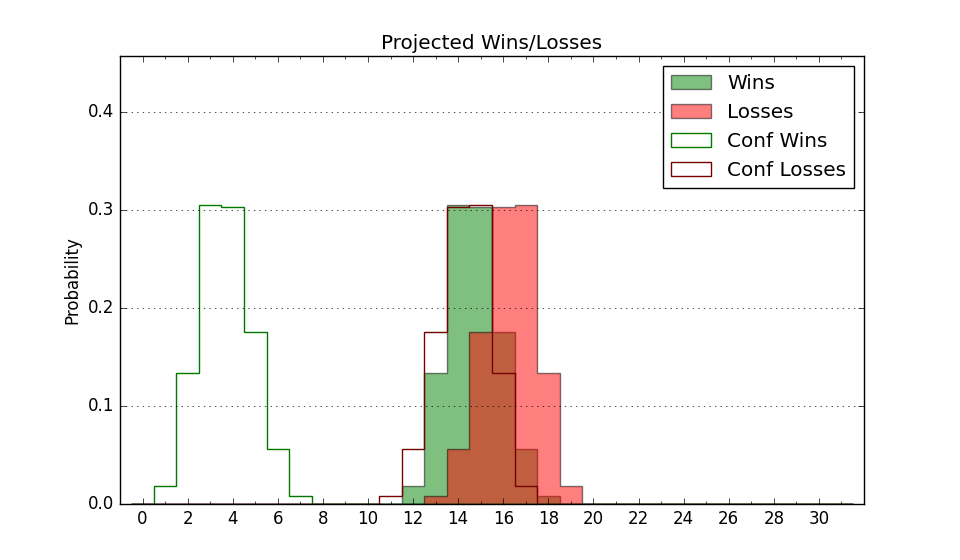 Projected Wins/Losses
Wins
Losses
Conf Wins
Conf Losses
Probability
0.4
0.3
0.2
0.1
0.0
0 2 4 6 8 10 12 14 16 18 20 22 24 26 28 30